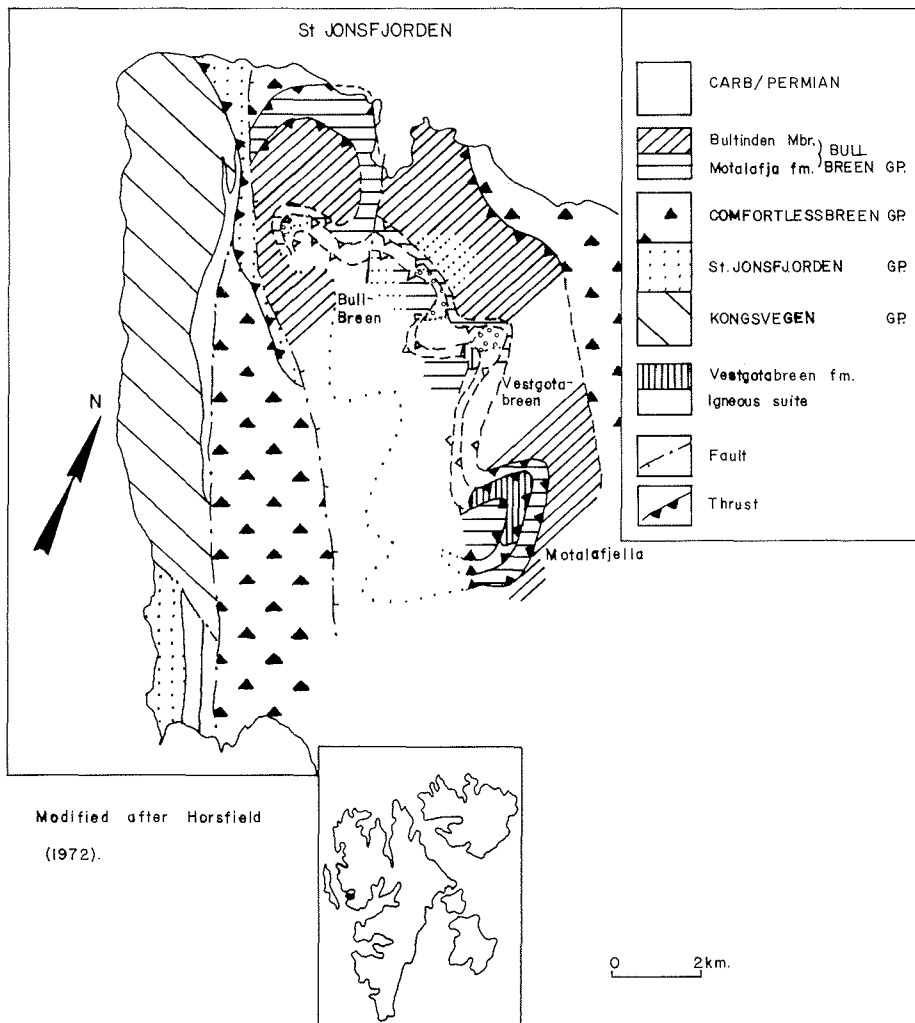 St JONSFJORDEN
CARB/PERMIAN
Bultinden Mbr.
Motalafja fm.
} BULL
BREEN GP.
COMFORTLESSBREEN GP.
St. JONSFJORDEN GP.
KONGSVEGEN GP.
Vestgotabreen fm.
Igneous suite
Fault
Thrust
N
Bull-
Breen
Vestgota-
breen
Motalafjella
Modified after Horsfield
(1972).
0 2km.